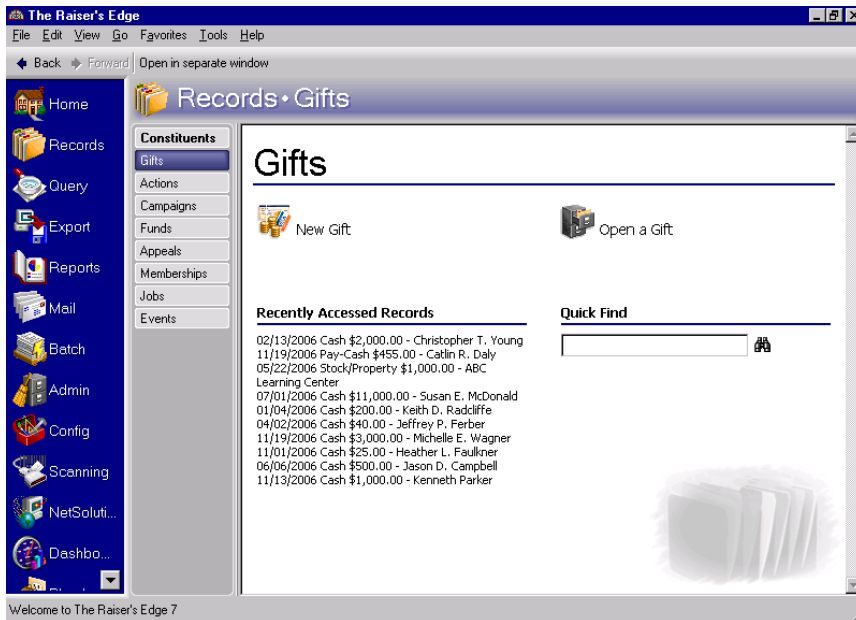 The Raiser's Edge
File Edit View Go Favorites Tools Help
Back Forward Open in separate window
Home
Records
Query
Export
Reports
Mail
Batch
Admin
Config
Scanning
NetSoluti...
Dashbo...
Records • Gifts
Constituents
Gifts
Actions
Campaigns
Funds
Appeals
Memberships
Jobs
Events
Gifts
New Gift
Open a Gift
Recently Accessed Records
02/13/2006 Cash $2,000.00 - Christopher T. Young
11/19/2006 Pay-Cash $455.00 - Catlin R. Daly
05/22/2006 Stock/Property $1,000.00 - ABC
Learning Center
07/01/2006 Cash $11,000.00 - Susan E. McDonald
01/04/2006 Cash $200.00 - Keith D. Radcliffe
04/02/2006 Cash $40.00 - Jeffrey P. Ferber
11/19/2006 Cash $3,000.00 - Michelle E. Wagner
11/01/2006 Cash $25.00 - Heather L. Faulkner
06/06/2006 Cash $500.00 - Jason D. Campbell
11/13/2006 Cash $1,000.00 - Kenneth Parker
Quick Find
Welcome to The Raiser's Edge 7